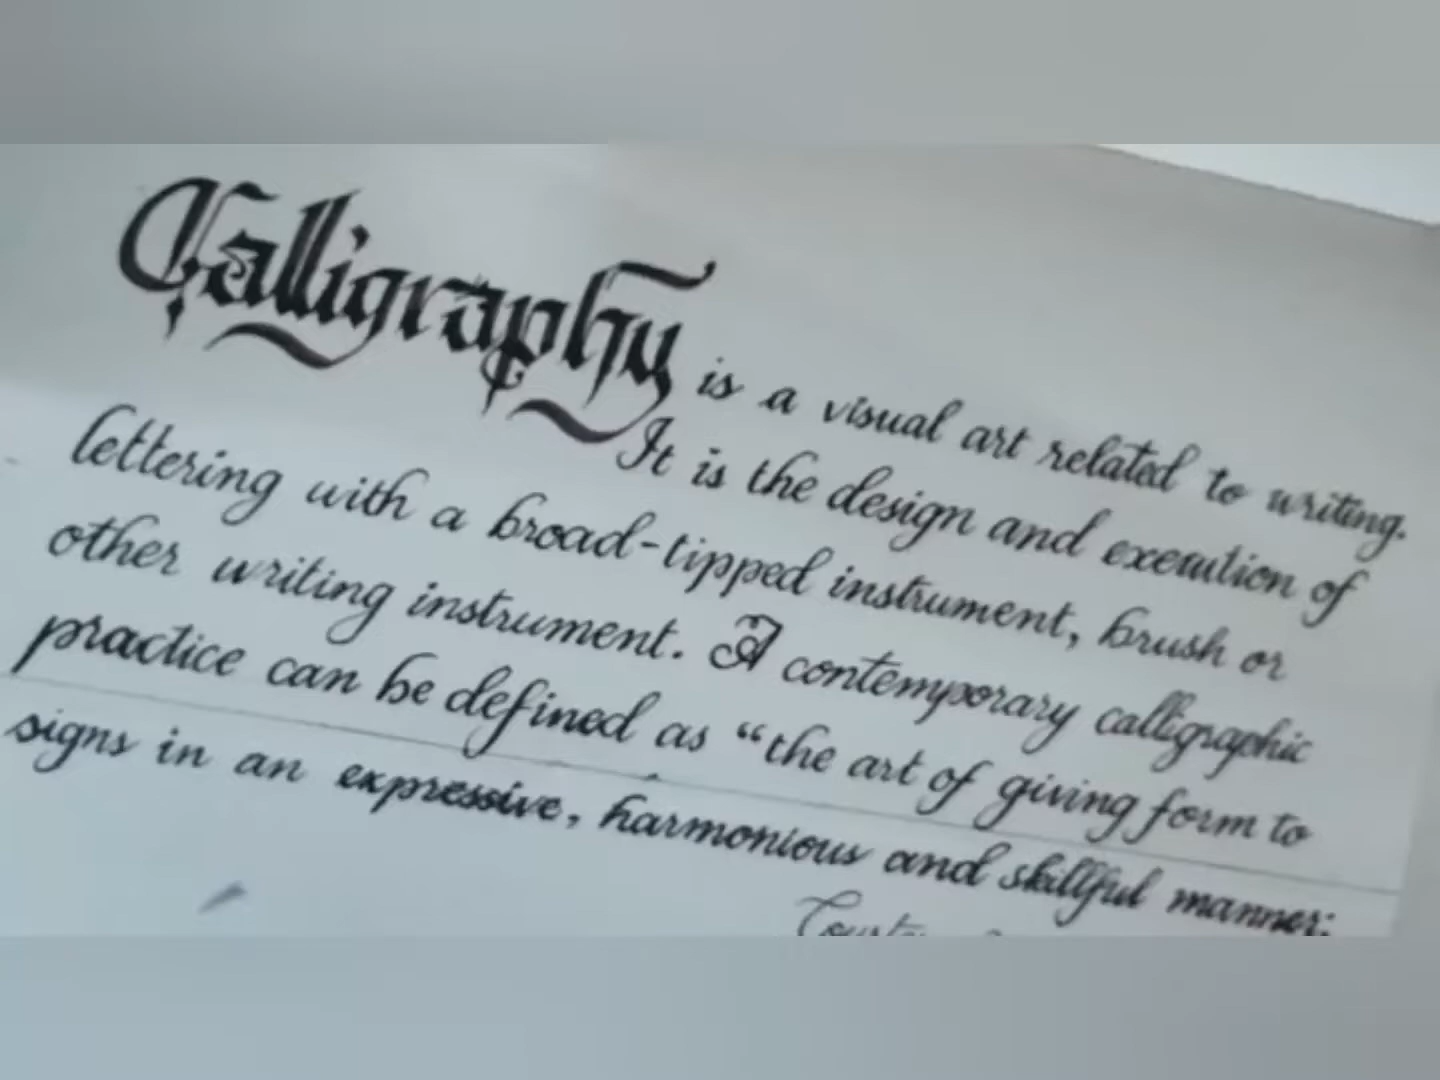 Calligraphy is a visual art related to writing.
It is the design and execution of
lettering with a broad-tipped instrument, brush or
other writing instrument. A contemporary calligraphic
practice can be defined as “the art of giving form to
signs in an expressive, harmonious and skillful manner.